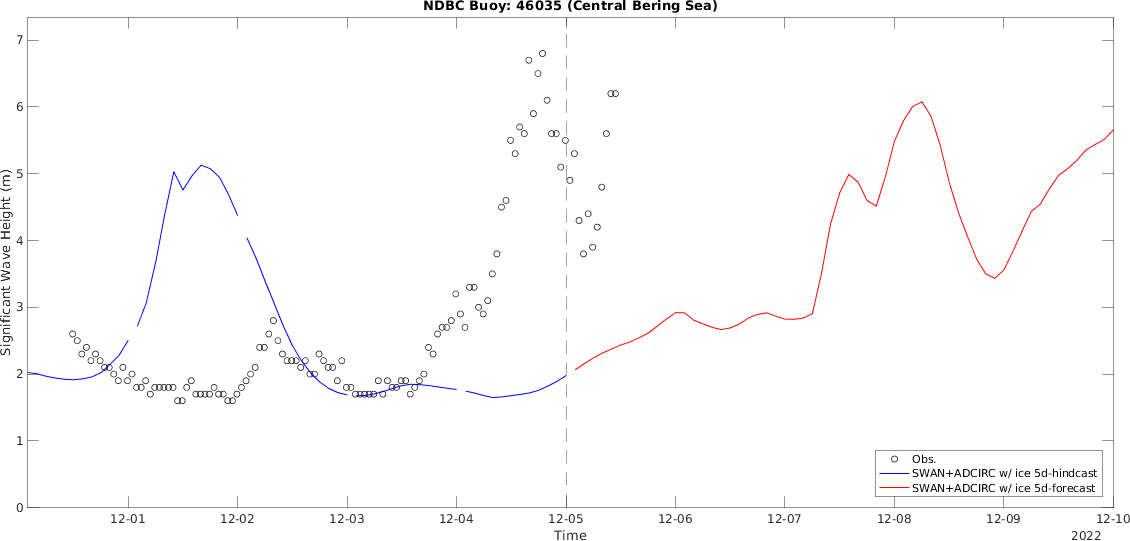 NDBC Buoy: 46035 (Central Bering Sea)
7
6
5
4
3
2
1
0
Significant Wave Height (m)
Obs.
SWAN+ADCIRC w/ ice 5d-hindcast
SWAN+ADCIRC w/ ice 5d-forecast
12-01 12-02 12-03 12-04 12-05 12-06 12-07 12-08 12-09 12-10
Time
2022